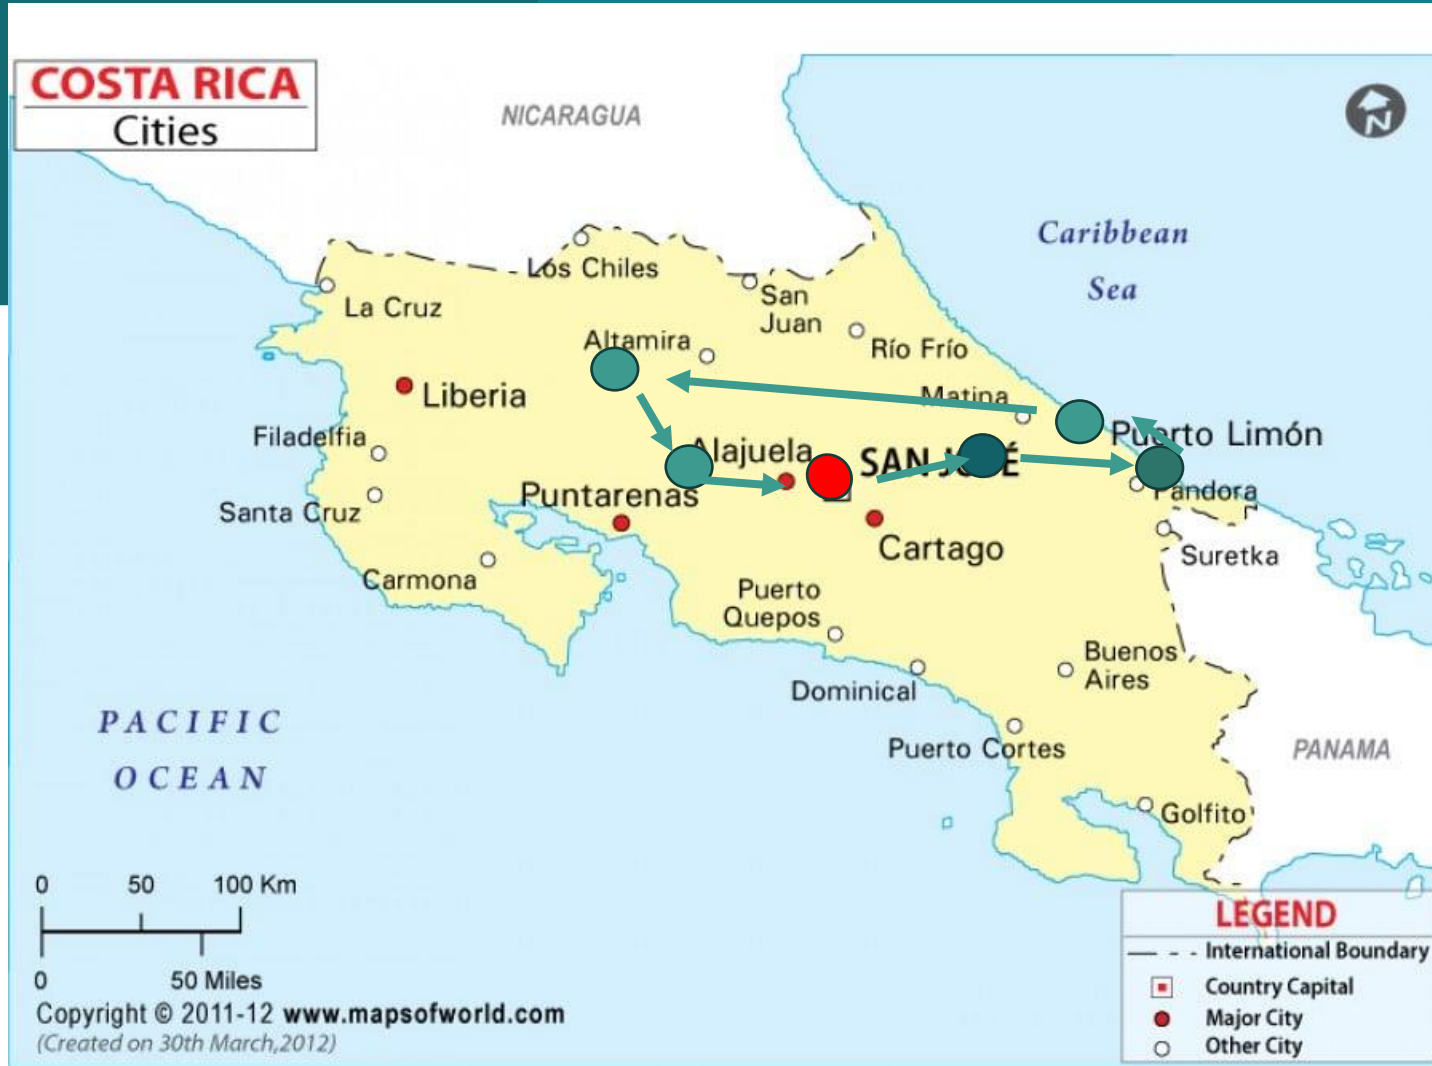 COSTA RICA
Cities
NICARAGUA
N
Caribbean
Sea
Los Chiles
La Cruz
San
Juan
Altamira
Río Frío
Liberia
Matina
Filadelfia
Alajuela
SAN JOSÉ
Puerto Limón
Puntarenas
Pandora
Santa Cruz
Cartago
Suretka
Carmona
Puerto
Quepos
Buenos
Aires
Dominical
PACIFIC
OCEAN
Puerto Cortes
PANAMA
Golfito
0 50 100 Km
0 50 Miles
Copyright © 2011-12 www.mapsofworld.com
(Created on 30th March,2012)
LEGEND
International Boundary
Country Capital
Major City
Other City